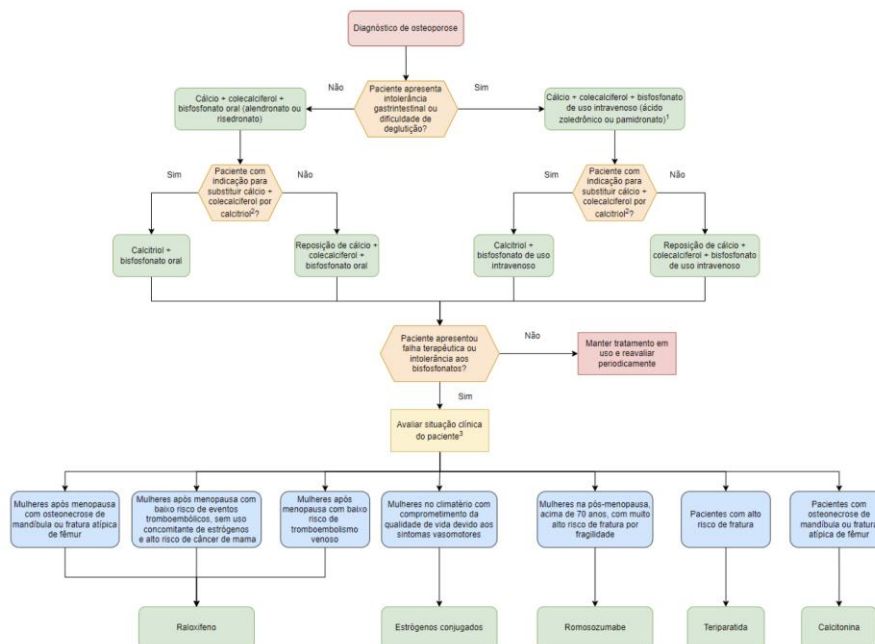 Diagnóstico de osteoporose
Cálcio + colecalciferol +
bisfosfonato oral (alendronato ou
risedronato)
Não
Paciente apresenta
intolerância
gastrintestinal ou
dificuldade de
deglutição?
Sim
Cálcio + colecalciferol + bisfosfonato
de uso intravenoso (ácido
zoledrônico ou pamidronato)¹
Sim
Paciente com
indicação para
substituir cálcio +
colecalciferol por
calcitriol²?
Não
Sim
Paciente com
indicação para
substituir cálcio +
colecalciferol por
calcitriol²?
Não
Calcitriol +
bisfosfonato oral
Reposição de cálcio +
colecalciferol +
bisfosfonato oral
Calcitriol +
bisfosfonato de uso
intravenoso
Reposição de cálcio +
colecalciferol + bisfosfonato
de uso intravenoso
Paciente apresentou
falha terapêutica ou
intolerância aos
bisfosfonatos?
Não
Manter tratamento em
uso e reavaliar
periodicamente
Sim
Avaliar situação clínica
do paciente³
Mulheres após menopausa
com osteonecrose de
mandíbula ou fratura atípica
de fêmur
Mulheres após menopausa com
baixo risco de eventos
tromboembólicos, sem uso
concomitante de estrógenos
e alto risco de câncer de mama
Mulheres após
menopausa com baixo
risco de
tromboembolismo
venoso
Mulheres no climatério com
comprometimento da
qualidade de vida devido aos
sintomas vasomotores
Mulheres na pós-menopausa,
acima de 70 anos, com muito
alto risco de fratura por
fragilidade
Pacientes com alto
risco de fratura
Pacientes com
osteonecrose de
mandíbula ou fratura
atípica de fêmur
Raloxifeno
Estrógenos conjugados
Romosozumabe
Teriparatida
Calcitonina